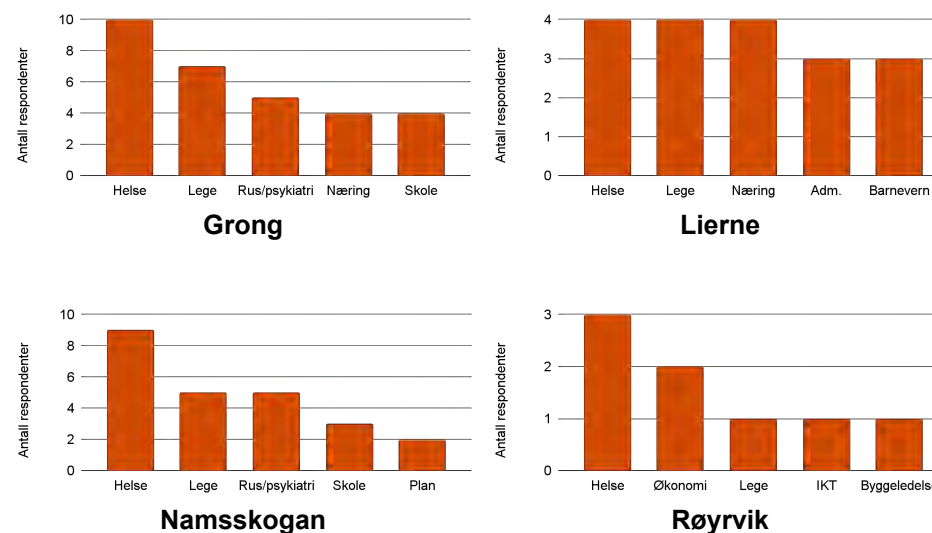 Antall respondenter
10
8
6
4
2
0
Helse Lege Rus/psykiatri Næring Skole
Grong
Antall respondenter
4
3
2
1
0
Helse Lege Næring Adm. Barnevern
Lierne
Antall respondenter
10
8
6
4
2
0
Helse Lege Rus/psykiatri Skole Plan
Namsskogan
Antall respondenter
3
2
1
0
Helse Økonomi Lege IKT Byggeledelse
Røyrvik